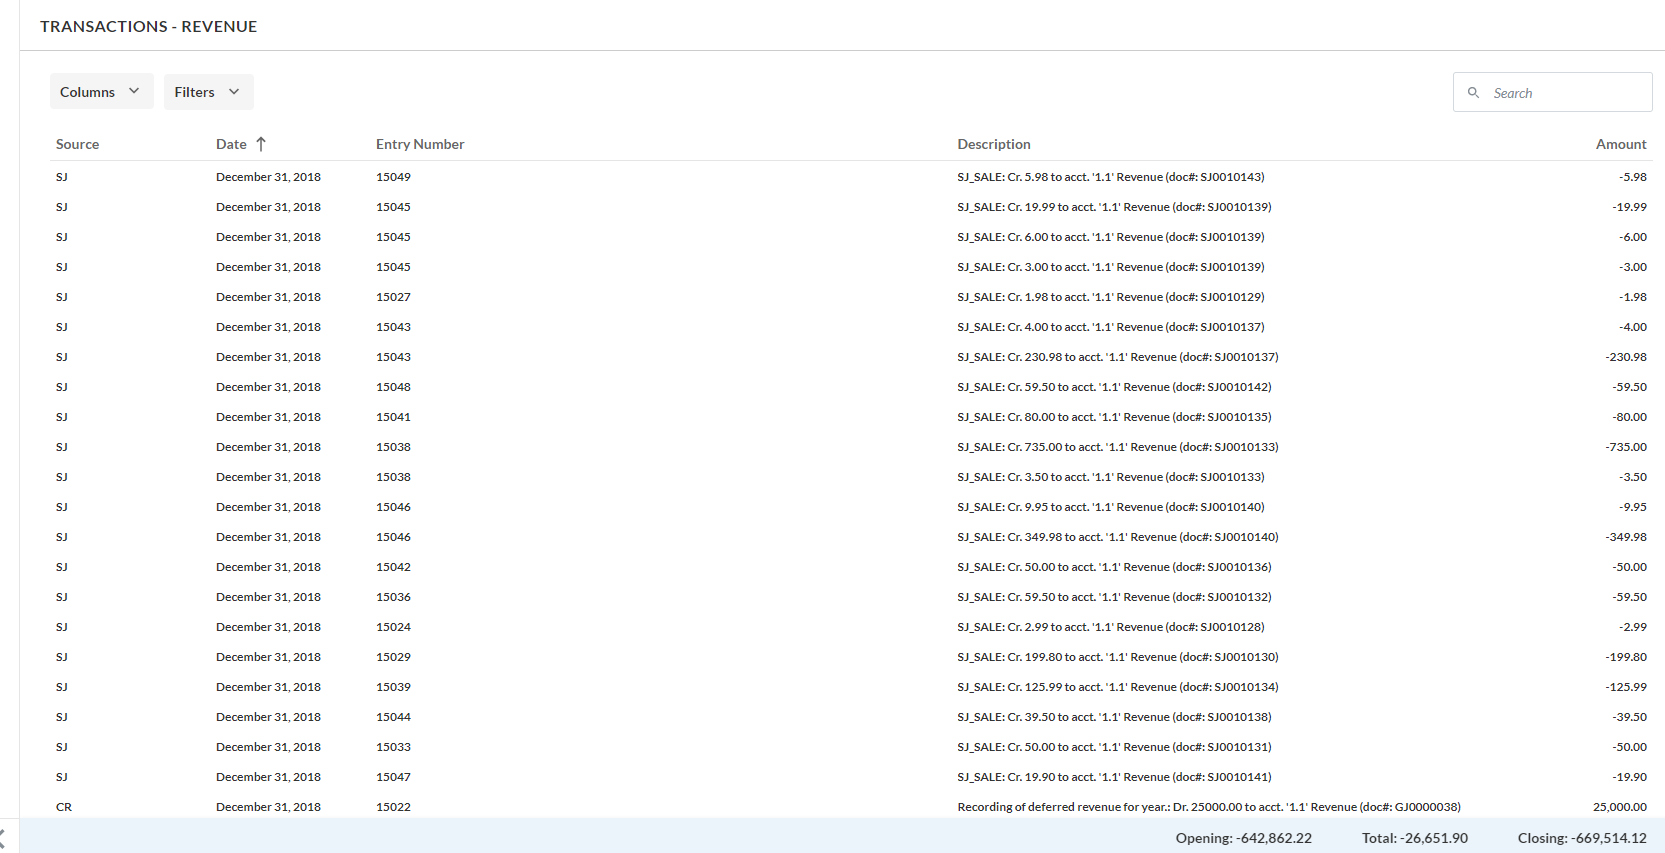 TRANSACTIONS - REVENUE
Columns Filters Search
Source Date Entry Number Description Amount
SJ December 31, 2018 15049 SJ_SALE: Cr. 5.98 to acct. '1.1' Revenue (doc#: SJ0010143) -5.98
SJ December 31, 2018 15045 SJ_SALE: Cr. 19.99 to acct. '1.1' Revenue (doc#: SJ0010139) -19.99
SJ December 31, 2018 15045 SJ_SALE: Cr. 6.00 to acct. '1.1' Revenue (doc#: SJ0010139) -6.00
SJ December 31, 2018 15045 SJ_SALE: Cr. 3.00 to acct. '1.1' Revenue (doc#: SJ0010139) -3.00
SJ December 31, 2018 15027 SJ_SALE: Cr. 1.98 to acct. '1.1' Revenue (doc#: SJ0010129) -1.98
SJ December 31, 2018 15043 SJ_SALE: Cr. 4.00 to acct. '1.1' Revenue (doc#: SJ0010137) -4.00
SJ December 31, 2018 15043 SJ_SALE: Cr. 230.98 to acct. '1.1' Revenue (doc#: SJ0010137) -230.98
SJ December 31, 2018 15048 SJ_SALE: Cr. 59.50 to acct. '1.1' Revenue (doc#: SJ0010142) -59.50
SJ December 31, 2018 15041 SJ_SALE: Cr. 80.00 to acct. '1.1' Revenue (doc#: SJ0010135) -80.00
SJ December 31, 2018 15038 SJ_SALE: Cr. 735.00 to acct. '1.1' Revenue (doc#: SJ0010133) -735.00
SJ December 31, 2018 15038 SJ_SALE: Cr. 3.50 to acct. '1.1' Revenue (doc#: SJ0010133) -3.50
SJ December 31, 2018 15046 SJ_SALE: Cr. 9.95 to acct. '1.1' Revenue (doc#: SJ0010140) -9.95
SJ December 31, 2018 15046 SJ_SALE: Cr. 349.98 to acct. '1.1' Revenue (doc#: SJ0010140) -349.98
SJ December 31, 2018 15042 SJ_SALE: Cr. 50.00 to acct. '1.1' Revenue (doc#: SJ0010136) -50.00
SJ December 31, 2018 15036 SJ_SALE: Cr. 59.50 to acct. '1.1' Revenue (doc#: SJ0010132) -59.50
SJ December 31, 2018 15024 SJ_SALE: Cr. 2.99 to acct. '1.1' Revenue (doc#: SJ0010128) -2.99
SJ December 31, 2018 15029 SJ_SALE: Cr. 199.80 to acct. '1.1' Revenue (doc#: SJ0010130) -199.80
SJ December 31, 2018 15039 SJ_SALE: Cr. 125.99 to acct. '1.1' Revenue (doc#: SJ0010134) -125.99
SJ December 31, 2018 15044 SJ_SALE: Cr. 39.50 to acct. '1.1' Revenue (doc#: SJ0010138) -39.50
SJ December 31, 2018 15033 SJ_SALE: Cr. 50.00 to acct. '1.1' Revenue (doc#: SJ0010131) -50.00
SJ December 31, 2018 15047 SJ_SALE: Cr. 19.90 to acct. '1.1' Revenue (doc#: SJ0010141) -19.90
CR December 31, 2018 15022 Recording of deferred revenue for year.: Dr. 25000.00 to acct. '1.1' Revenue (doc#: GJ0000038) 25,000.00
Opening: -642,862.22 Total: -26,651.90 Closing: -669,514.12